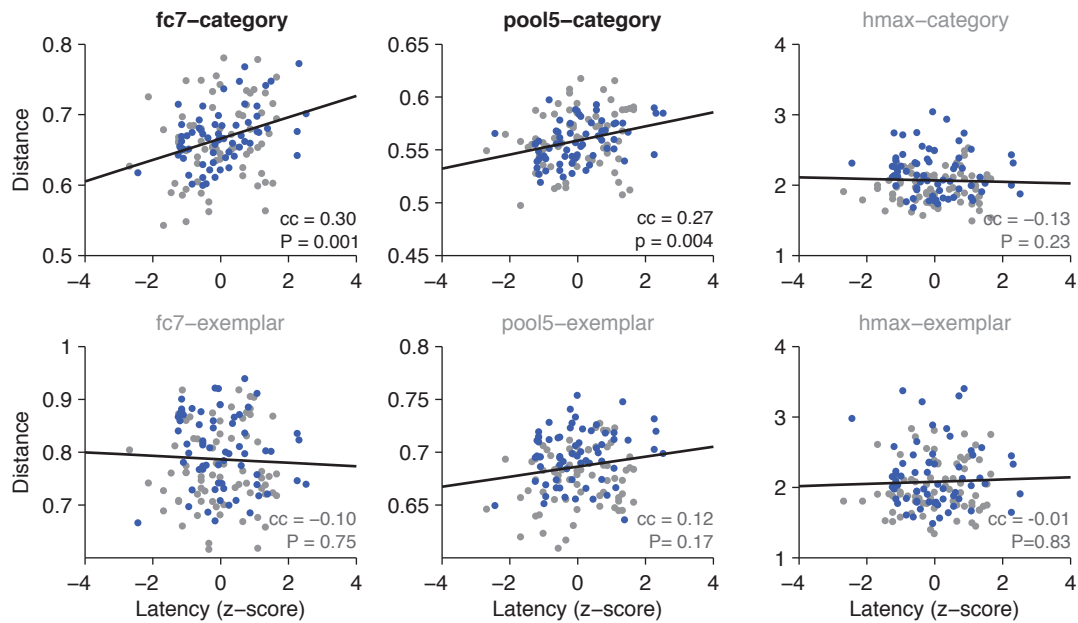 fc7−category
pool5−category
hmax−category
0.8
0.7
0.6
0.5
Distance
cc = 0.30
P = 0.001
−4 −2 0 2 4
0.65
0.6
0.55
0.5
0.45
cc = 0.27
p = 0.004
−4 −2 0 2 4
4
3
2
1
cc = −0.13
P = 0.23
−4 −2 0 2 4
fc7−exemplar
pool5−exemplar
hmax−exemplar
1
0.9
0.8
0.7
Distance
cc = −0.10
P = 0.75
−4 −2 0 2 4
Latency (z−score)
0.8
0.75
0.7
0.65
cc = 0.12
P = 0.17
−4 −2 0 2 4
Latency (z−score)
4
3
2
1
cc = -0.01
P=0.83
−4 −2 0 2 4
Latency (z−score)